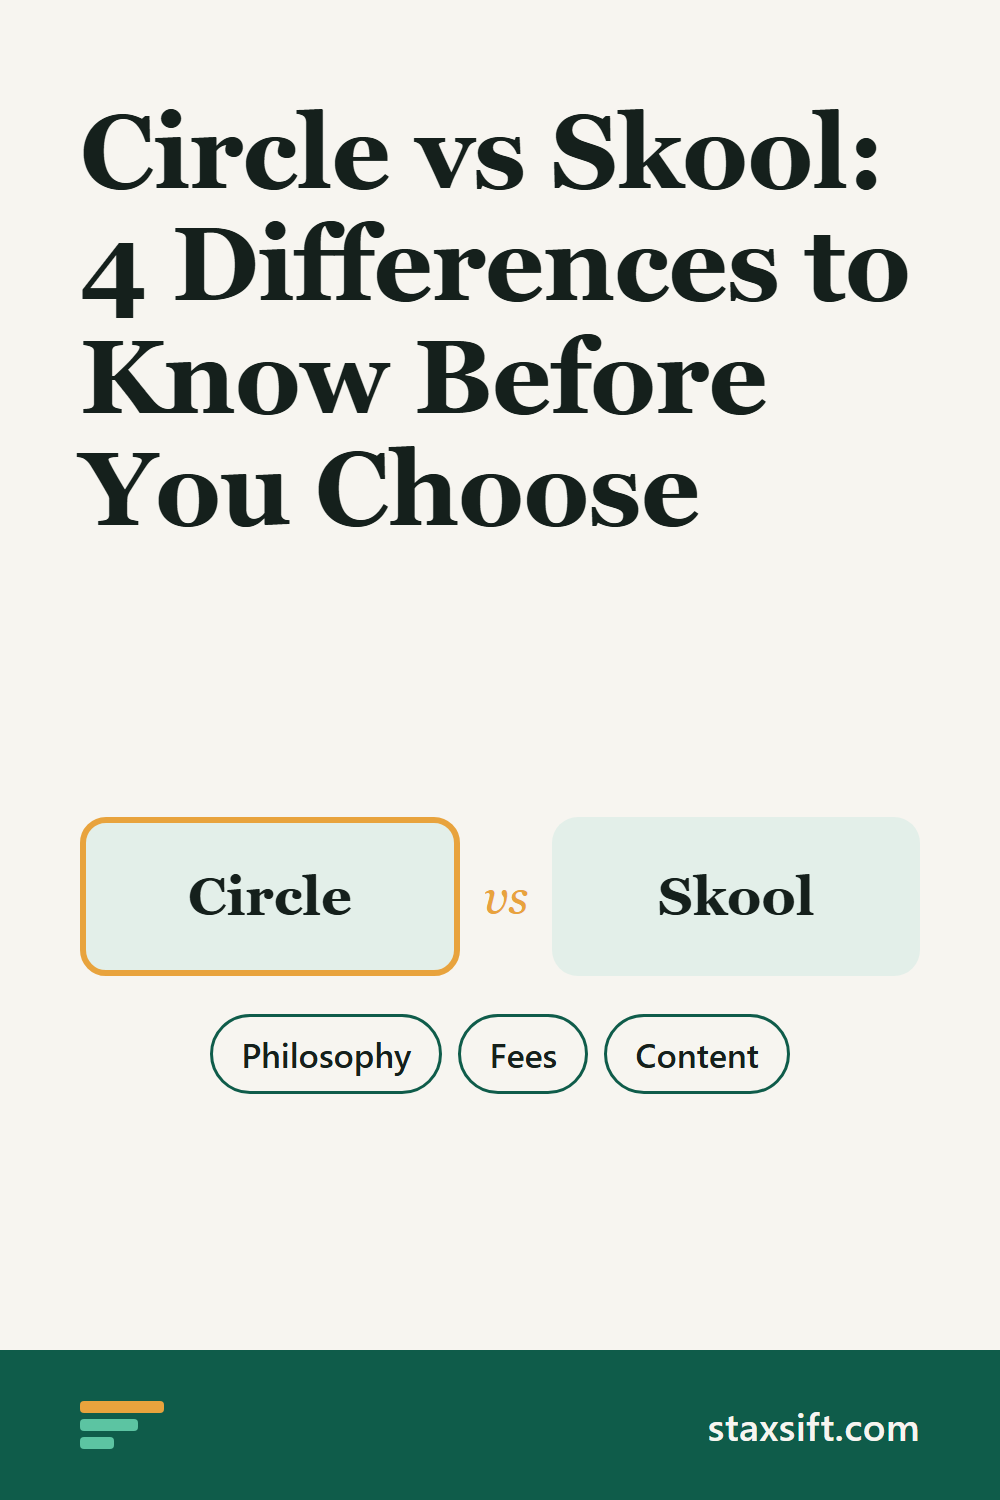 Circle vs Skool:
4 Differences to
Know Before
You Choose
Circle vs Skool
Philosophy Fees Content
staxsift.com